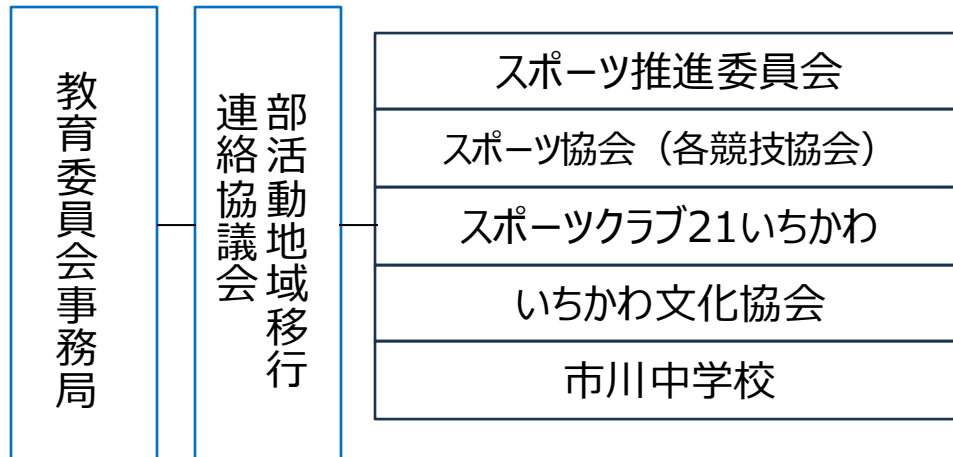 教育委員会事務局
部活動地域移行
連絡協議会
スポーツ推進委員会
スポーツ協会（各競技協会）
スポーツクラブ21いちかわ
いちかわ文化協会
市川中学校